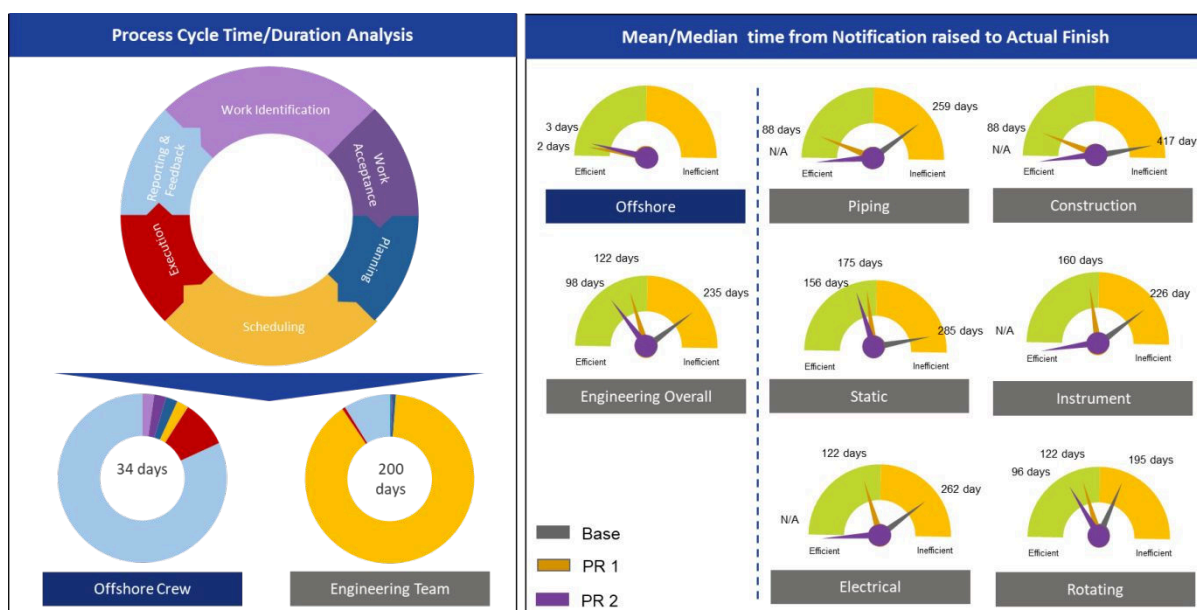 Process Cycle Time/Duration Analysis
Work Identification
Work
Acceptance
Planning
Scheduling
Execution
Reporting &
Feedback
34 days
Offshore Crew
200
days
Engineering Team
Mean/Median time from Notification raised to Actual Finish
3 days
2 days
Efficient
Inefficient
Offshore
88 days
N/A
259 days
Efficient
Inefficient
Piping
88 days
N/A
417 day
Efficient
Inefficient
Construction
122 days
98 days
235 days
Efficient
Inefficient
Engineering Overall
175 days
156 days
285 days
Efficient
Inefficient
Static
160 days
226 day
N/A
Efficient
Inefficient
Instrument
122 days
262 day
N/A
Efficient
Inefficient
Electrical
122 days
96 days
195 days
Efficient
Inefficient
Rotating
Base
PR 1
PR 2